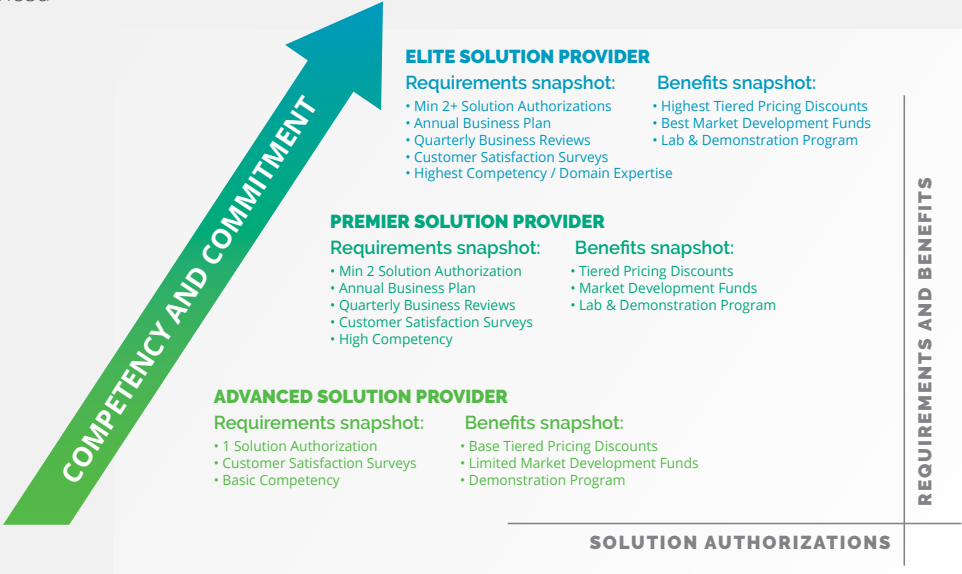 ELITE SOLUTION PROVIDER
Requirements snapshot:
• Min 2+ Solution Authorizations
• Annual Business Plan
• Quarterly Business Reviews
• Customer Satisfaction Surveys
• Highest Competency / Domain Expertise
Benefits snapshot:
• Highest Tiered Pricing Discounts
• Best Market Development Funds
• Lab & Demonstration Program
PREMIER SOLUTION PROVIDER
Requirements snapshot:
• Min 2 Solution Authorization
• Annual Business Plan
• Quarterly Business Reviews
• Customer Satisfaction Surveys
• High Competency
Benefits snapshot:
• Tiered Pricing Discounts
• Market Development Funds
• Lab & Demonstration Program
ADVANCED SOLUTION PROVIDER
Requirements snapshot:
• 1 Solution Authorization
• Customer Satisfaction Surveys
• Basic Competency
Benefits snapshot:
• Base Tiered Pricing Discounts
• Limited Market Development Funds
• Demonstration Program
COMPETENCY AND COMMITMENT
REQUIREMENTS AND BENEFITS
SOLUTION AUTHORIZATIONS